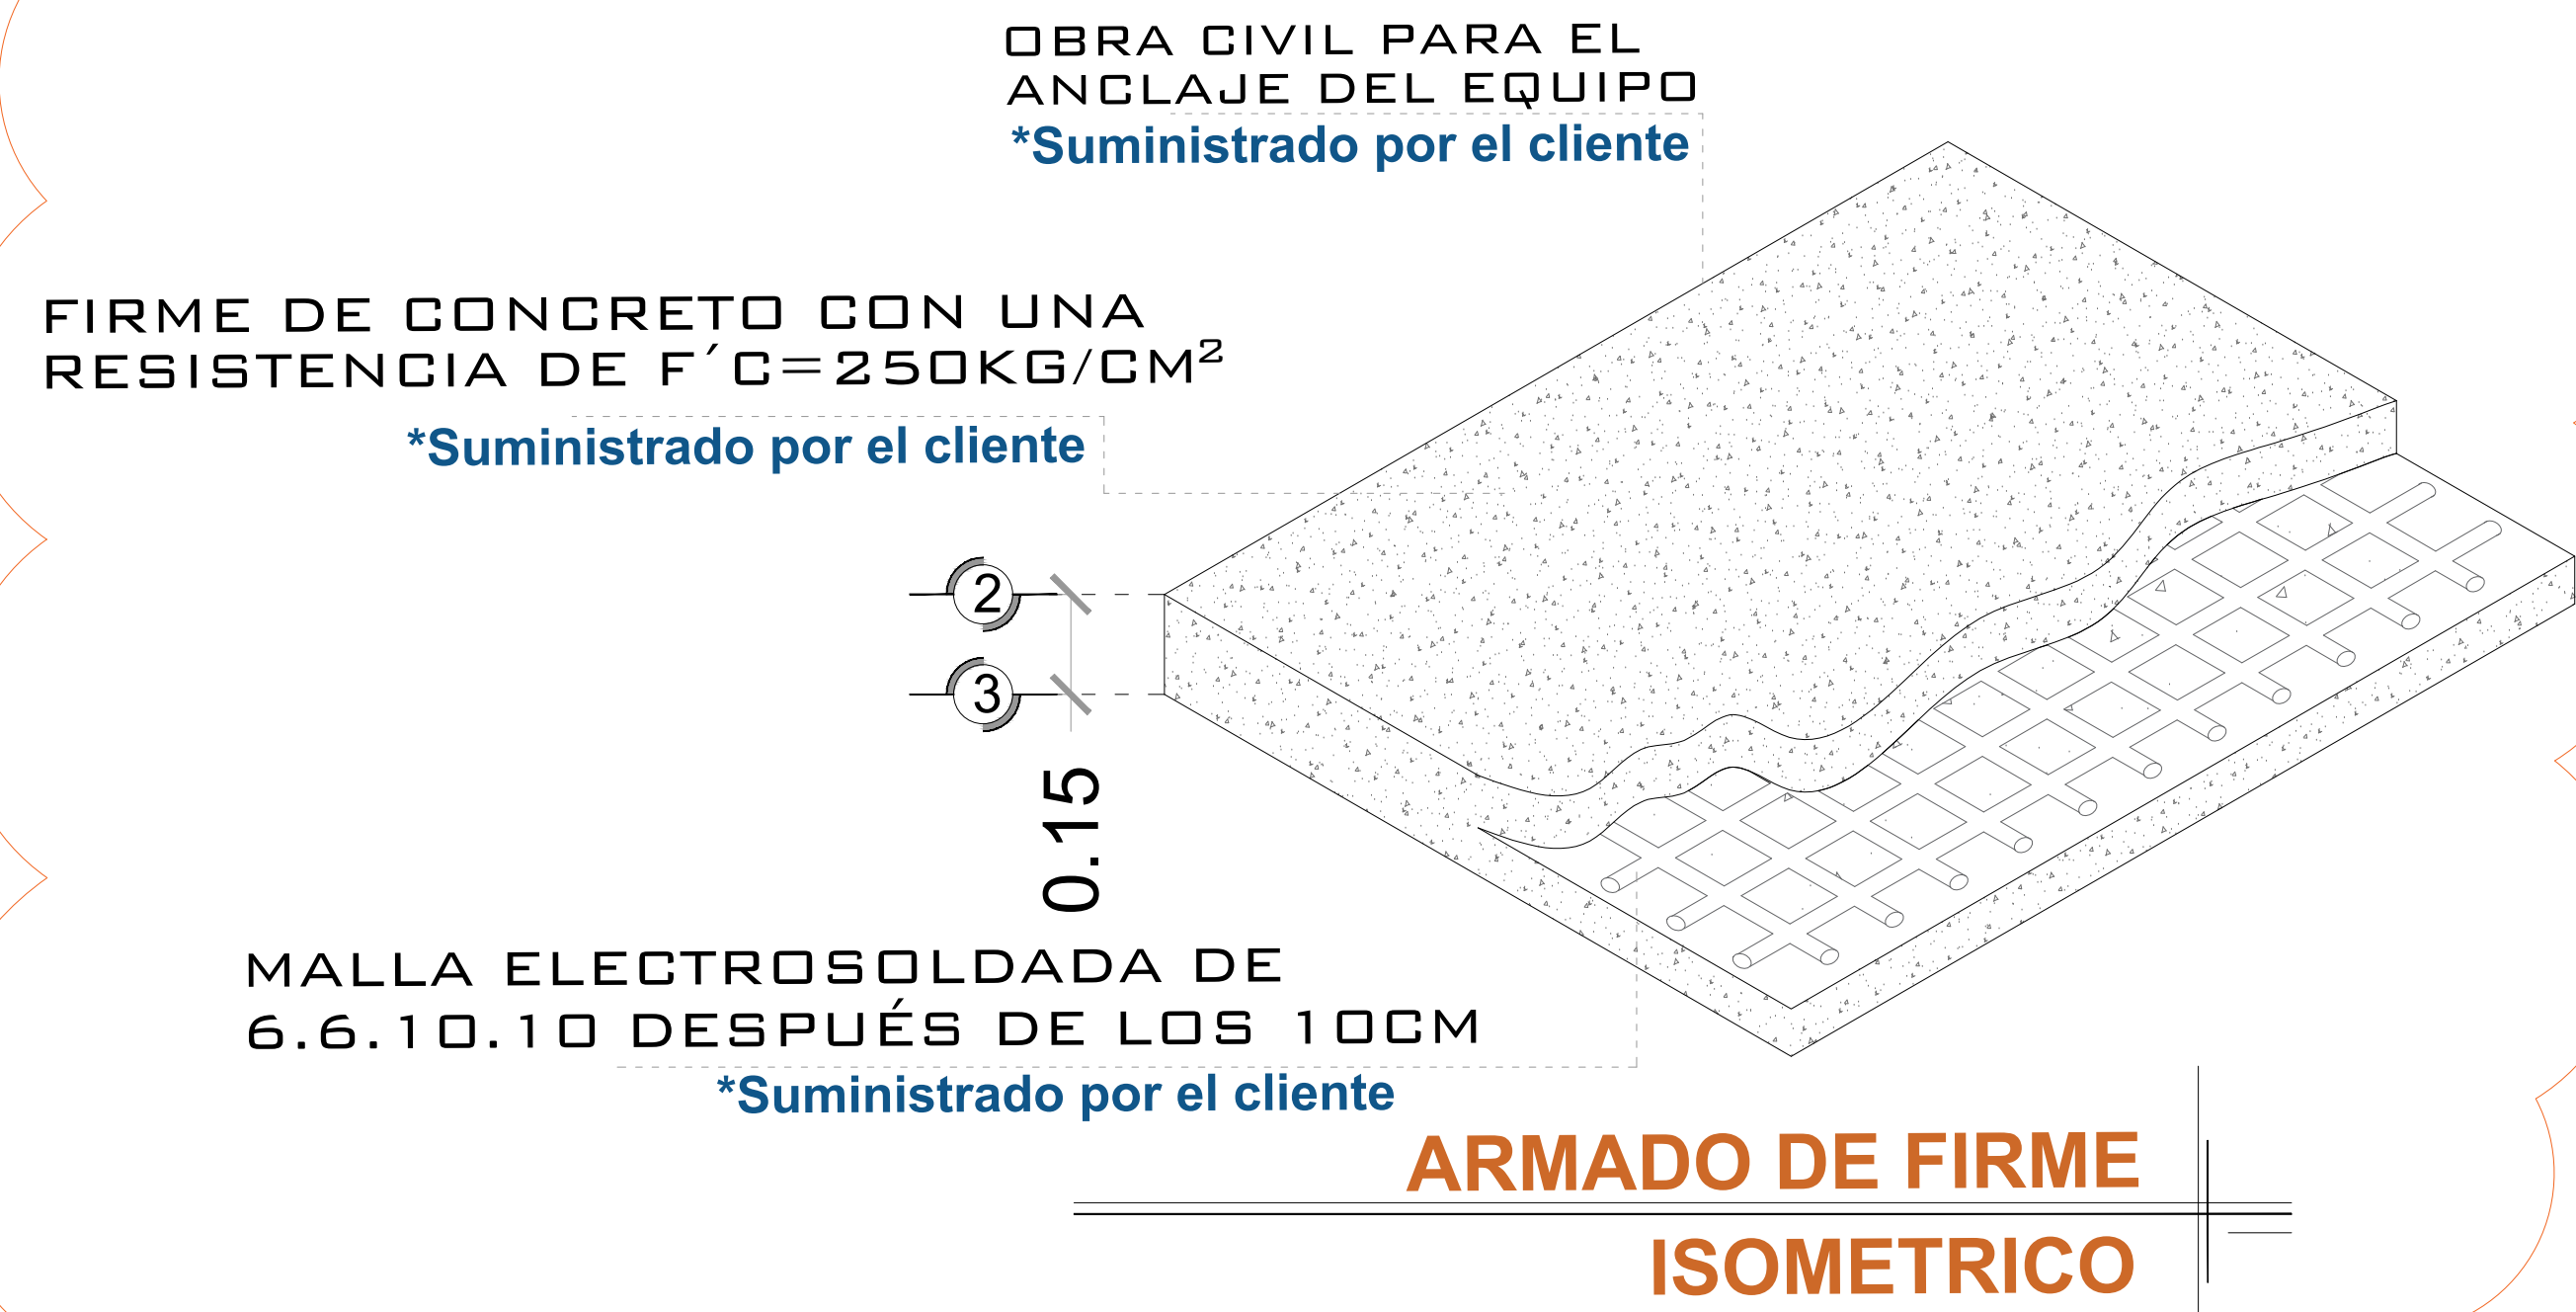 OBRA CIVIL PARA EL
ANCLAJE DEL EQUIPO
*Suministrado por el cliente
FIRME DE CONCRETO CON UNA
RESISTENCIA DE F´C=250KG/CM²
*Suministrado por el cliente
2
3
0.15
MALLA ELECTROSOLDADA DE
6.6.10.10 DESPUÉS DE LOS 10CM
*Suministrado por el cliente
ARMADO DE FIRME
ISOMETRICO